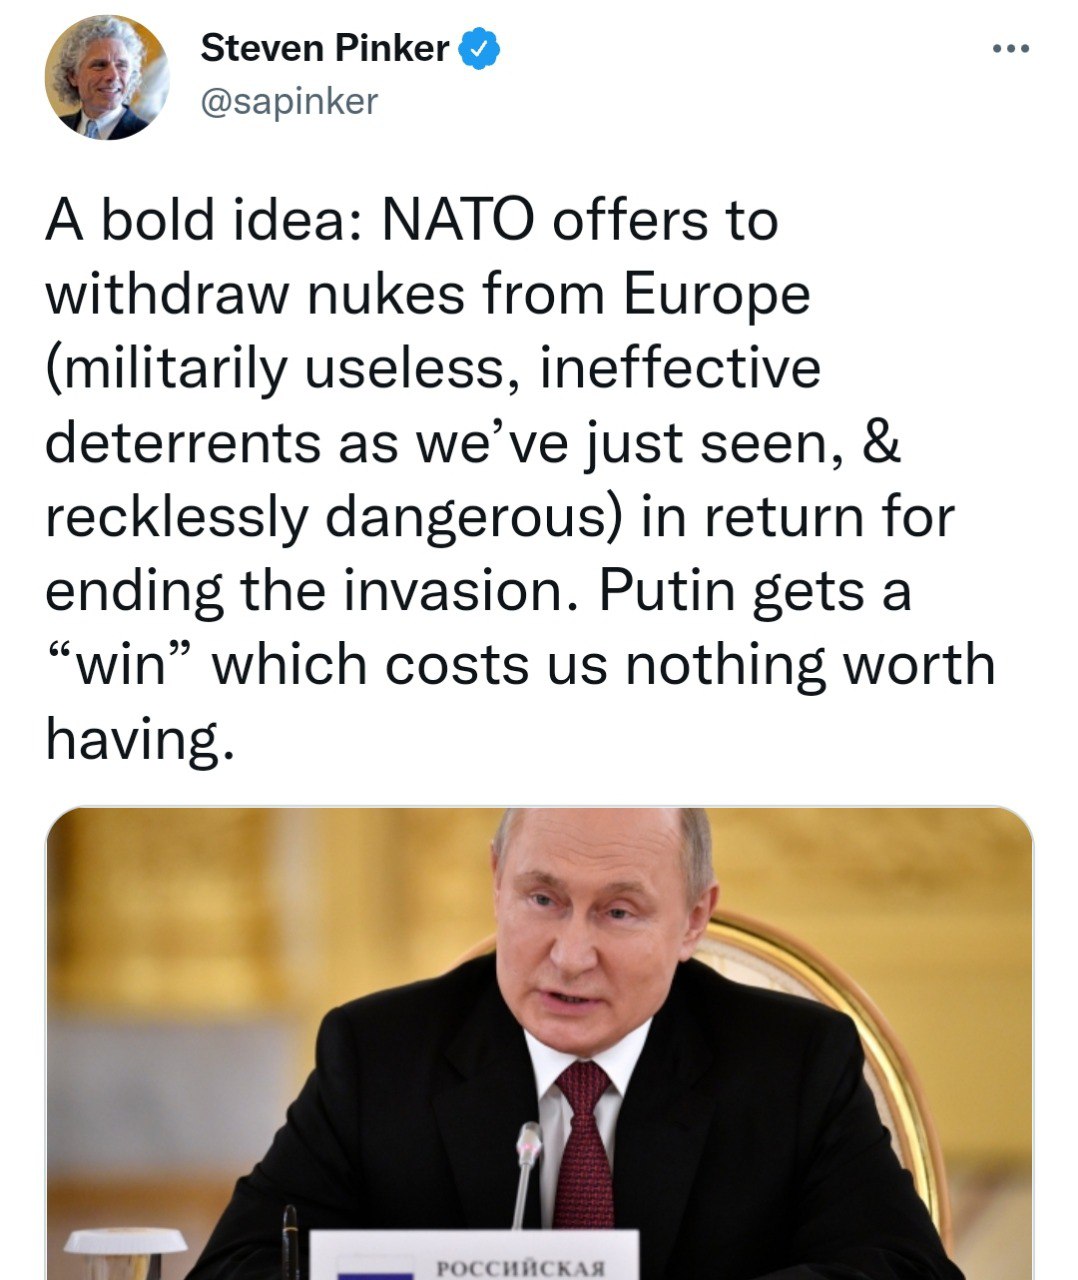 Steven Pinker
@sapinker
A bold idea: NATO offers to
withdraw nukes from Europe
(militarily useless, ineffective
deterrents as we’ve just seen, &
recklessly dangerous) in return for
ending the invasion. Putin gets a
“win” which costs us nothing worth
having.
РОССИЙСКАЯ